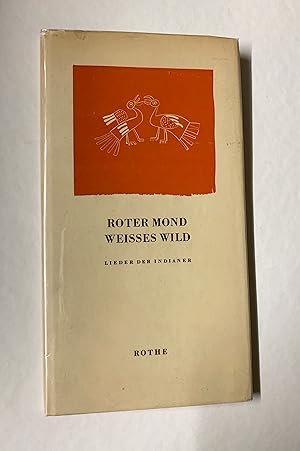 ROTER MOND
WEISSES WILD
LIEDER DER INDIANER
ROTHE